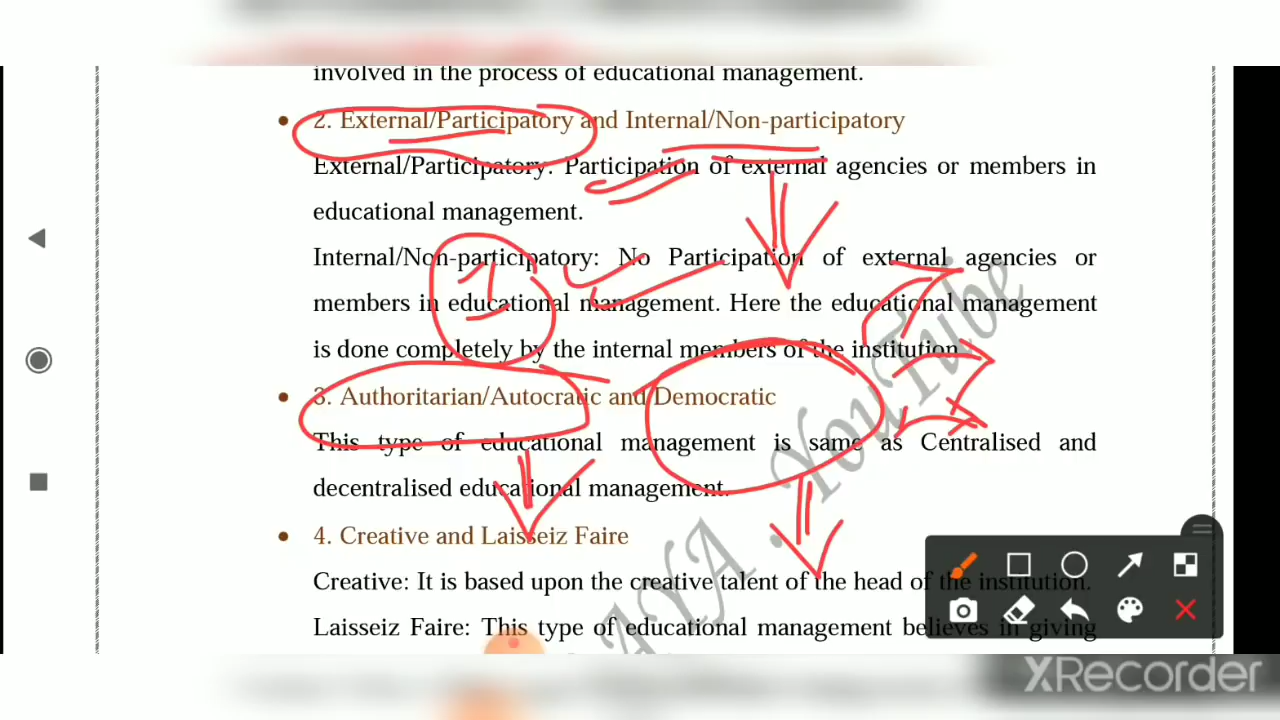 involved in the process of educational management.
2. External/Participatory and Internal/Non-participatory
External/Participatory: Participation of external agencies or members in
educational management.
Internal/Non-participatory: No Participation of external agencies or
members in educational management. Here the educational management
is done completely by the internal members of the institution.
3. Authoritarian/Autocratic and Democratic
This type of educational management is same as Centralised and
decentralised educational management.
4. Creative and Laisseiz Faire
Creative: It is based upon the creative talent of the head of the institution.
Laisseiz Faire: This type of educational management believes in giving
1
. YouTube
XRecorder